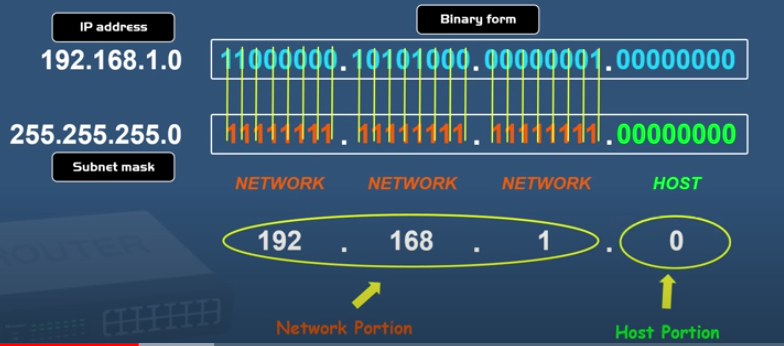 IP address
Binary form
192.168.1.0
11000000.10101000.00000001.00000000
255.255.255.0
11111111.11111111.11111111.00000000
Subnet mask
NETWORK NETWORK NETWORK HOST
ROUTER
192 . 168 . 1 . 0
Network Portion
Host Portion